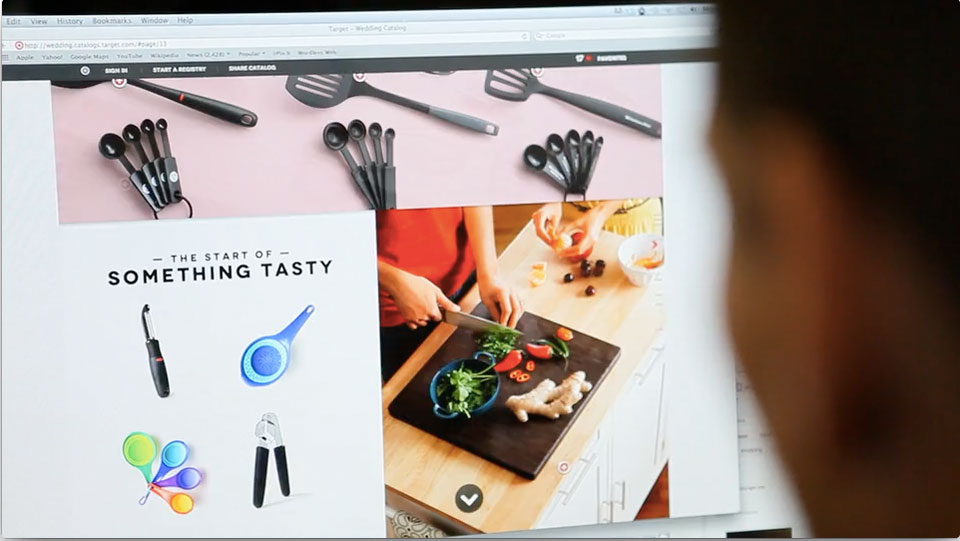 Edit View History Bookmarks Window Help
Target – Wedding Catalog
http://wedding.catalogs.target.com/#page/13
Google
Apple Yahoo! Google Maps YouTube Wikipedia News (2,428) Popular
SIGN IN START A REGISTRY SHARE CATALOG FAVORITES
— THE START OF —
SOMETHING TASTY